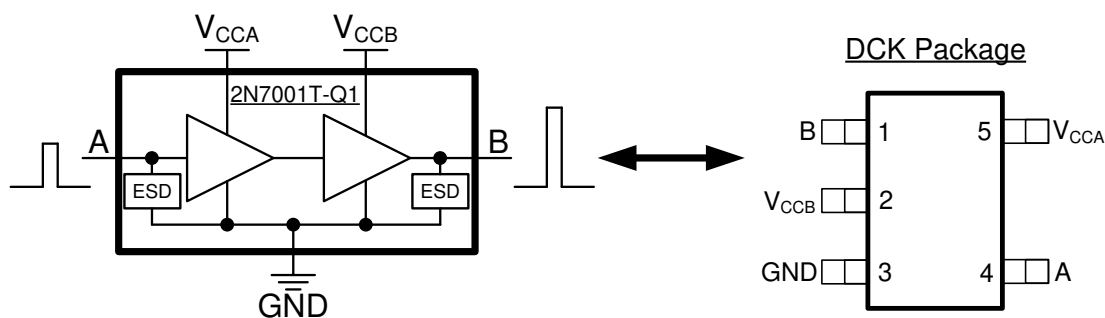 VCCA VCCB
2N7001T-Q1
A B
ESD ESD
GND
DCK Package
B 1 5 VCCA
VCCB 2
GND 3 4 A